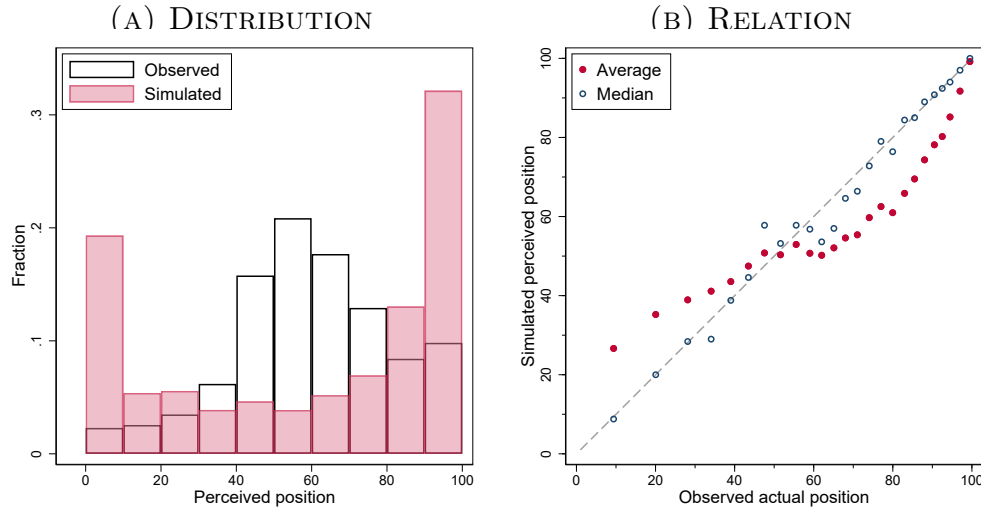 (A) DISTRIBUTION
Observed
Simulated
Fraction
.3
.2
.1
0
0 20 40 60 80 100
Perceived position
(B) RELATION
Average
Median
Simulated perceived position
100
80
60
40
20
0
0 20 40 60 80 100
Observed actual position